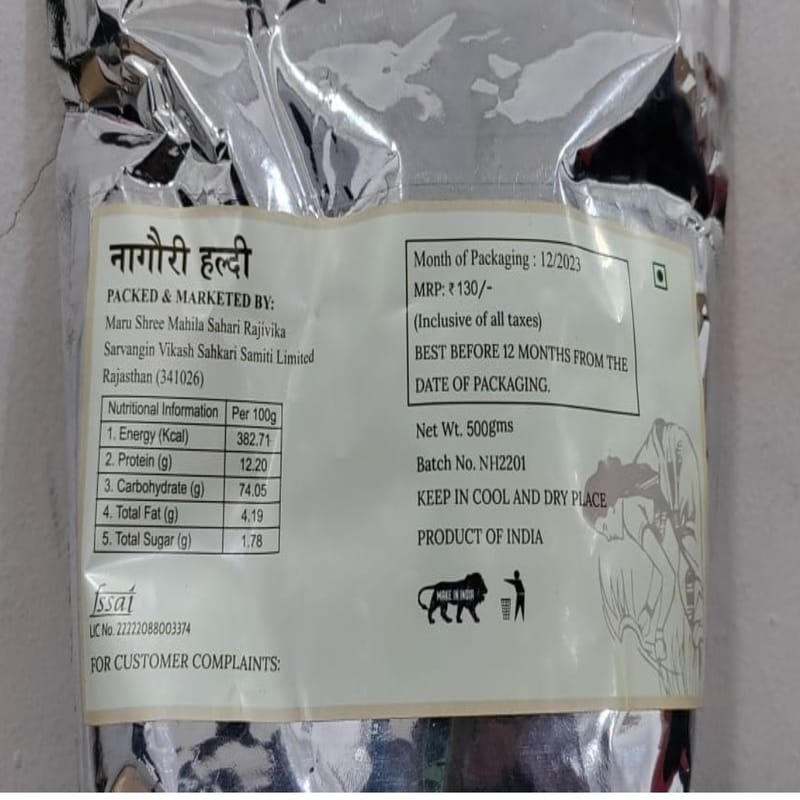 नागौरी हल्दी
PACKED & MARKETED BY:
Maru Shree Mahila Sahari Rajivika
Sarvangin Vikash Sahkari Samiti Limited
Rajasthan (341026)
Nutritional Information Per 100g
1. Energy (Kcal) 382.71
2. Protein (g) 12.20
3. Carbohydrate (g) 74.05
4. Total Fat (g) 4.19
5. Total Sugar (g) 1.78
fssai
LIC No. 22222088003374
FOR CUSTOMER COMPLAINTS:
Month of Packaging : 12/2023
MRP: ₹ 130/-
(Inclusive of all taxes)
BEST BEFORE 12 MONTHS FROM THE
DATE OF PACKAGING.
Net Wt. 500gms
Batch No. NH2201
KEEP IN COOL AND DRY PLACE
PRODUCT OF INDIA
MAKE IN INDIA